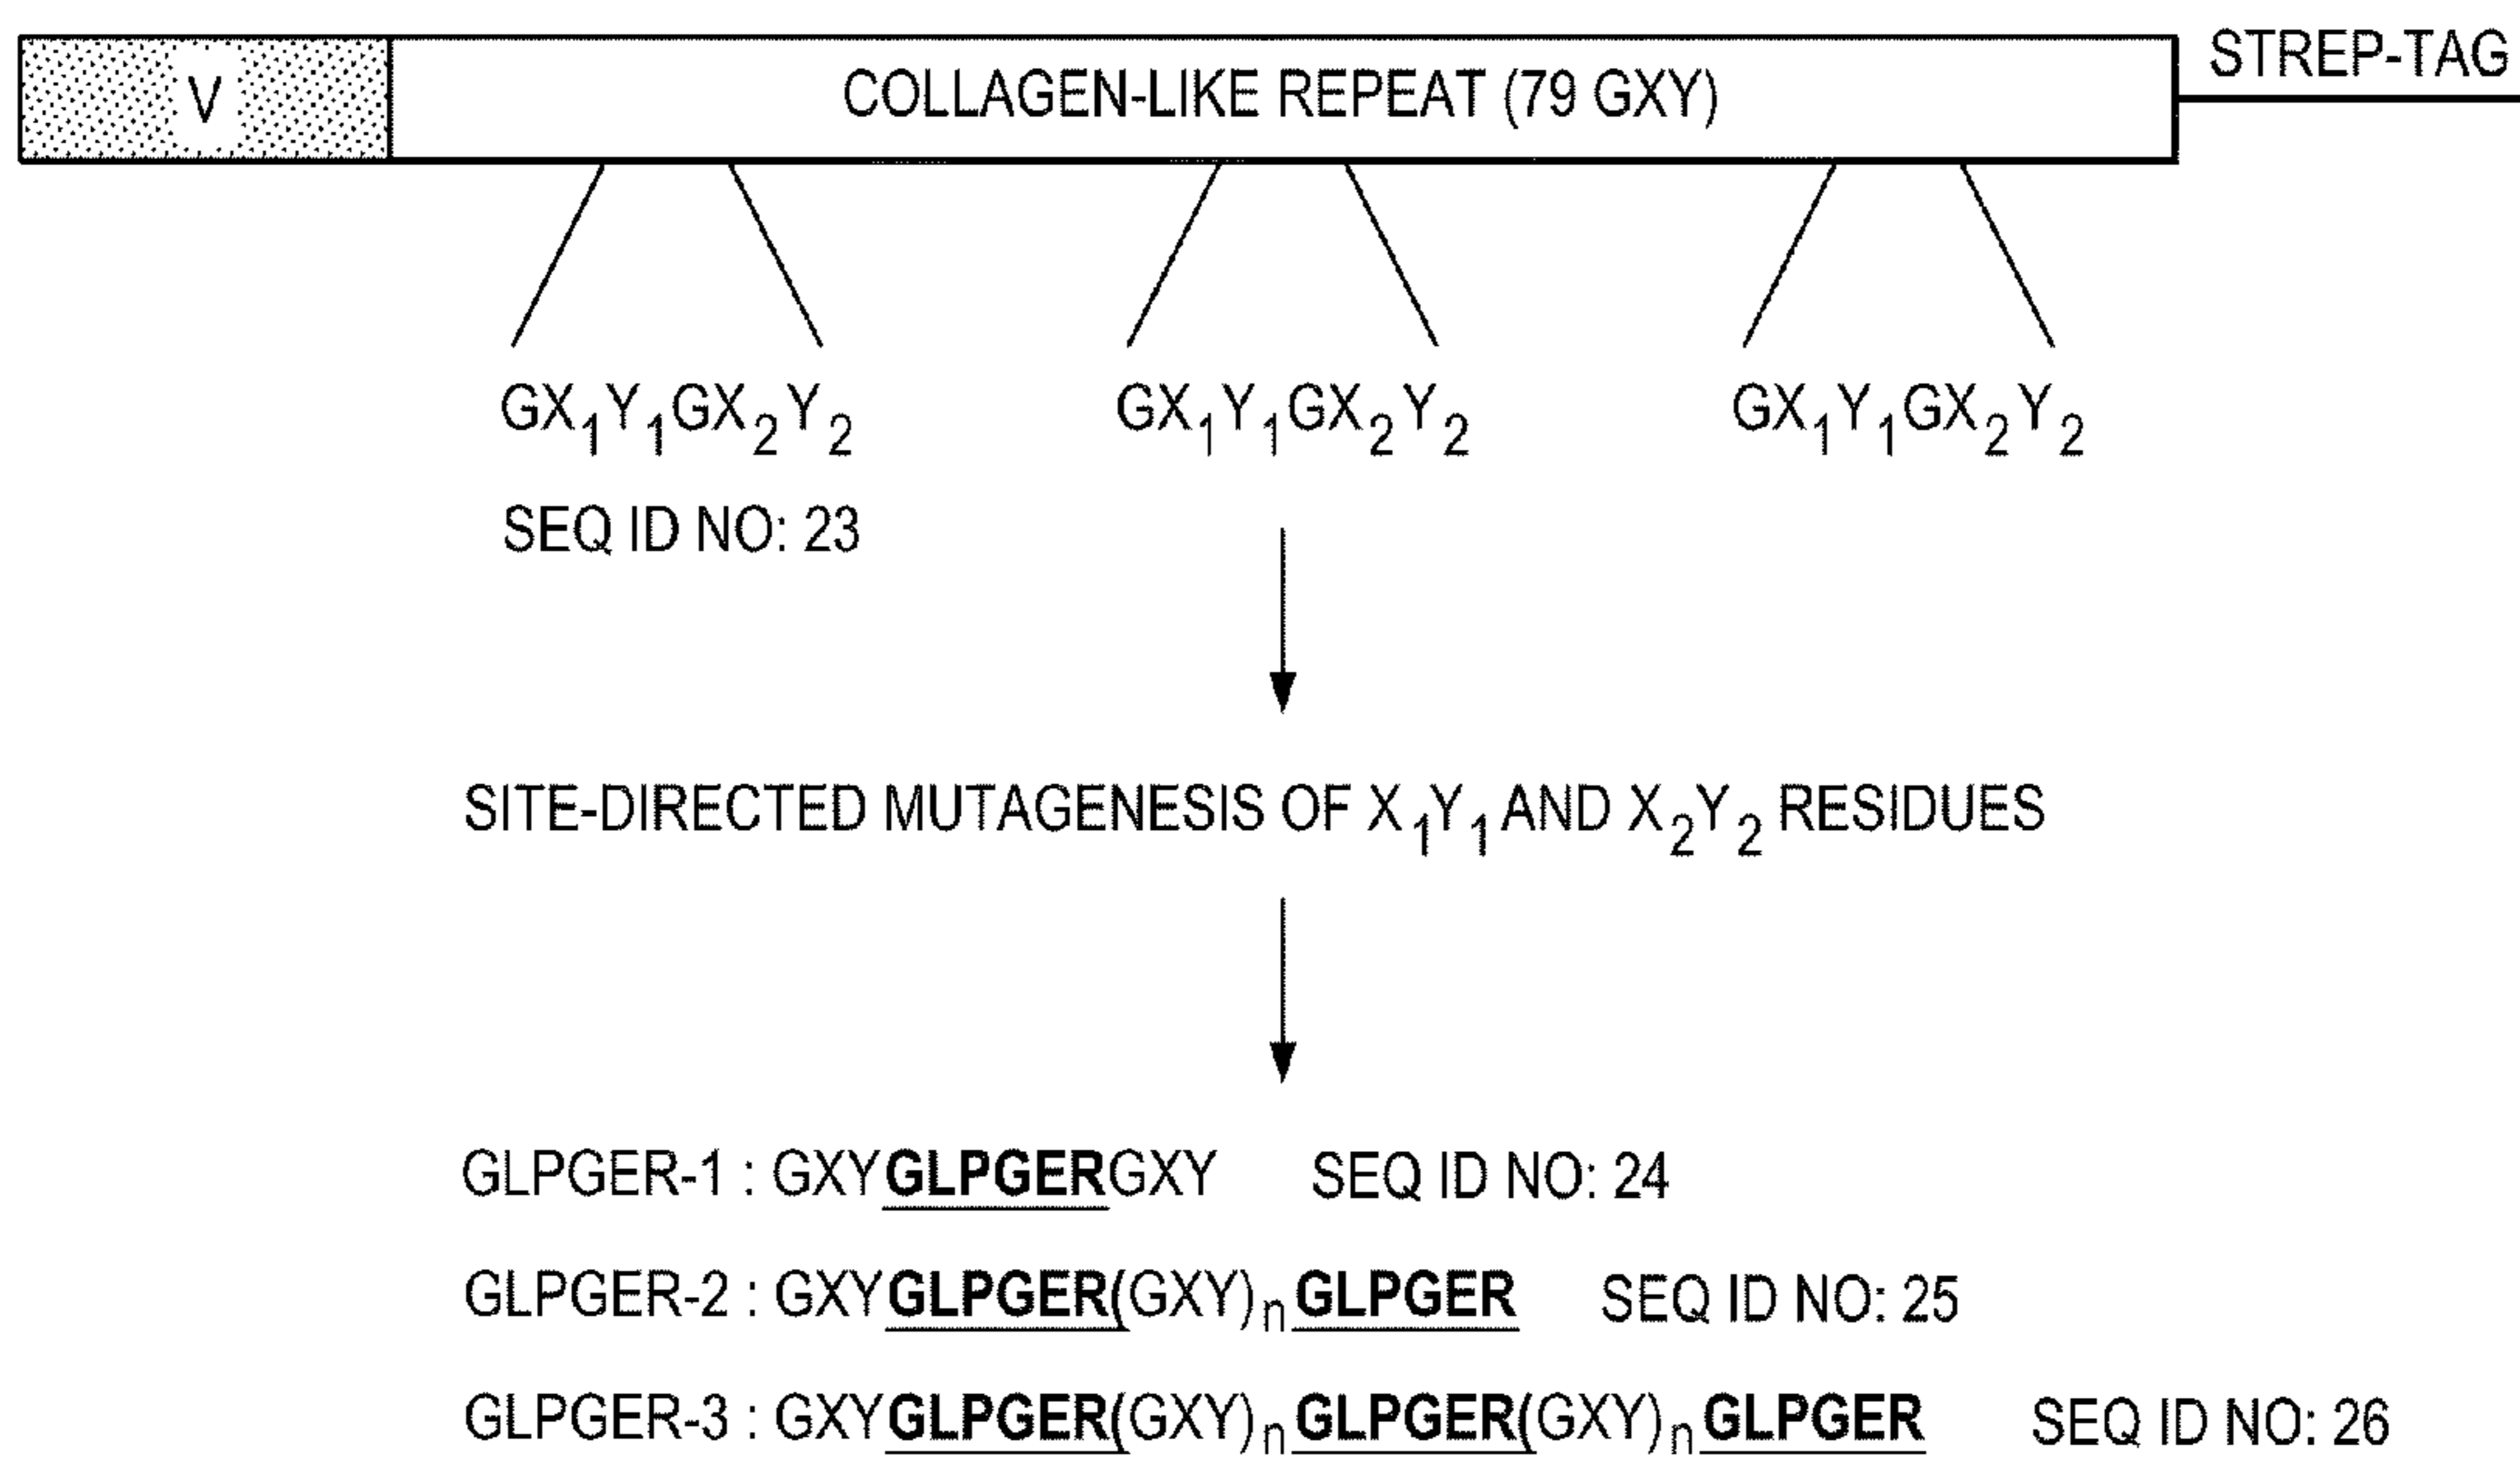 STREP-TAG
V COLLAGEN-LIKE REPEAT (79 GXY)
GX1Y1GX2Y2 GX1Y1GX2Y2 GX1Y1GX2Y2
SEQ ID NO: 23
SITE-DIRECTED MUTAGENESIS OF X1Y1 AND X2Y2 RESIDUES
GLPGER-1 : GXYGLPGERGXY SEQ ID NO: 24
GLPGER-2 : GXYGLPGER(GXY)nGLPGER SEQ ID NO: 25
GLPGER-3 : GXYGLPGER(GXY)nGLPGER(GXY)nGLPGER SEQ ID NO: 26